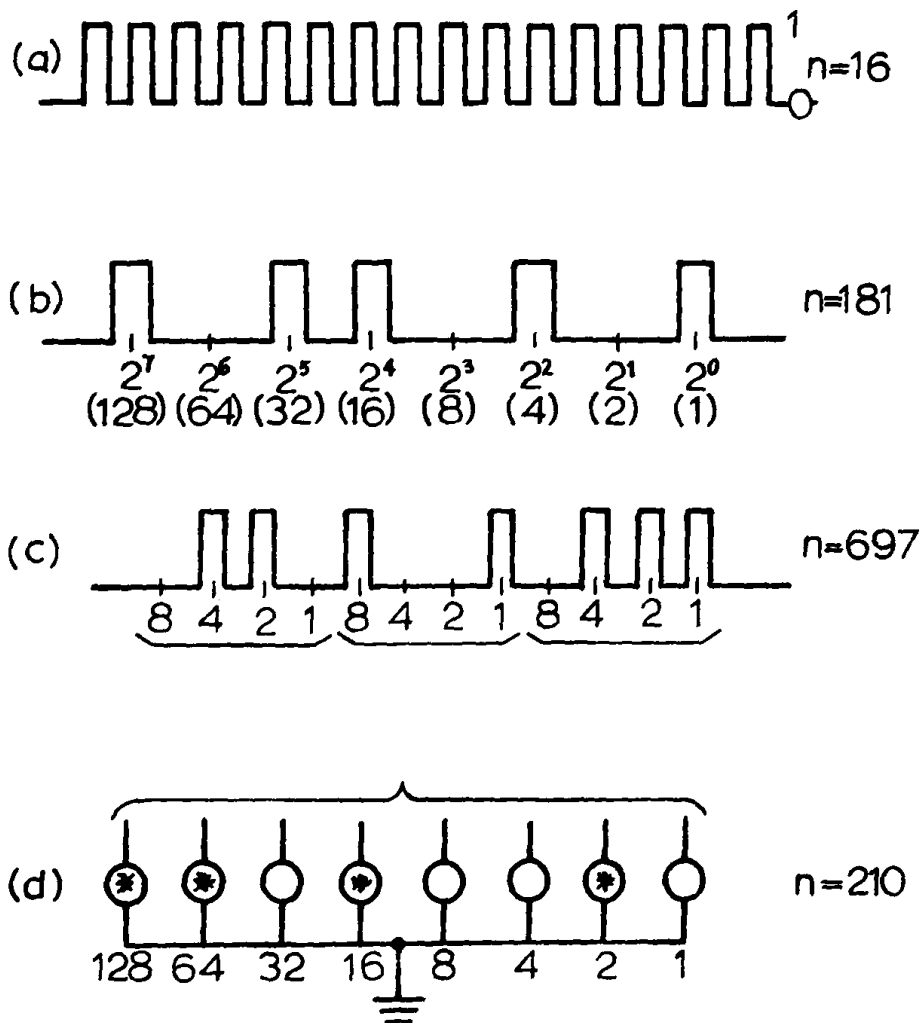 (a) 1 n=16
0
(b) n=181
2⁷ 2⁶ 2⁵ 2⁴ 2³ 2² 2¹ 2⁰
(128) (64) (32) (16) (8) (4) (2) (1)
(c) n=697
8 4 2 1 8 4 2 1 8 4 2 1
(d) n=210
128 64 32 16 8 4 2 1